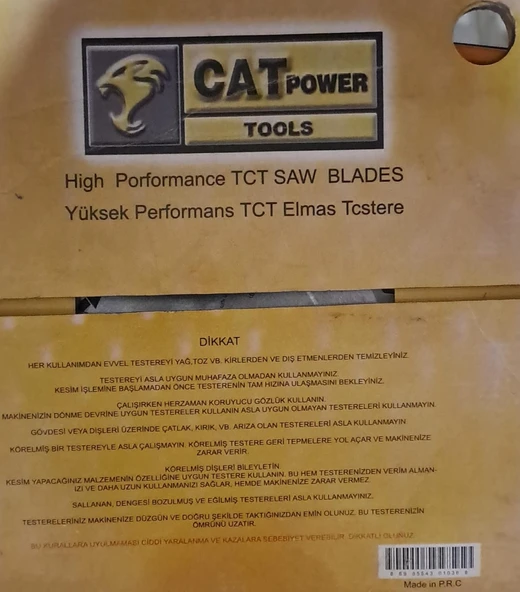 CAT POWER
TOOLS
High Porformance TCT SAW BLADES
Yüksek Performans TCT Elmas Tcstere
DİKKAT
HER KULLANIMDAN EVVEL TESTEREYİ YAĞ,TOZ VB. KİRLERDEN VE DIŞ ETMENLERDEN TEMİZLEYİNİZ
TESTEREYİ ASLA UYGUN MUHAFAZA OLMADAN KULLANMAYINIZ
KESİM İŞLEMİNE BAŞLAMADAN ÖNCE TESTERENİN TAM HIZINA ULAŞMASINI BEKLEYİNİZ.
ÇALIŞIRKEN HERZAMAN KORUYUCU GÖZLÜK KULLANIN.
MAKİNENİZİN DÖNME DEVRİNE UYGUN TESTERELER KULLANIN ASLA UYGUN OLMAYAN TESTERELERİ KULLANMAYIN.
GÖVDESİ VEYA DİŞLERİ ÜZERİNDE ÇATLAK, KIRIK, VB. ARIZA OLAN TESTERELERİ ASLA KULLANMAYIN
KÖRELMİŞ BİR TESTEREYLE ASLA ÇALIŞMAYIN. KÖRELMİŞ TESTERE GERİ TEPMELERE YOL AÇAR VE MAKİNENİZE
ZARAR VERİR.
KÖRELMİŞ DİŞLERİ BİLEYLETİN
KESİM YAPACAĞINIZ MALZEMENİN ÖZELLİĞİNE UYGUN TESTERE KULLANIN. BU HEM TESTERENİZDEN VERİM ALMAN-
IZI VE DAHA UZUN KULLANMANIZI SAĞLAR, HEMDE MAKİNENİZE ZARAR VERMEZ
SALLANAN, DENGESİ BOZULMUŞ VE EĞİLMİŞ TESTERELERİ ASLA KULLANMAYINIZ.
TESTERELERİNİZ MAKİNENİZE DÜZGÜN VE DOĞRU ŞEKİLDE TAKTIĞINIZDAN EMİN OLUNUZ. BU TESTERENİZİN
ÖMRÜNÜ UZATIR.
BU KURALLARA UYULMAMASI CİDDİ YARALANMA VE KAZALARA SEBEBİYET VEREBİLİR. DİKKATLİ OLUNUZ
Made in P.R.C